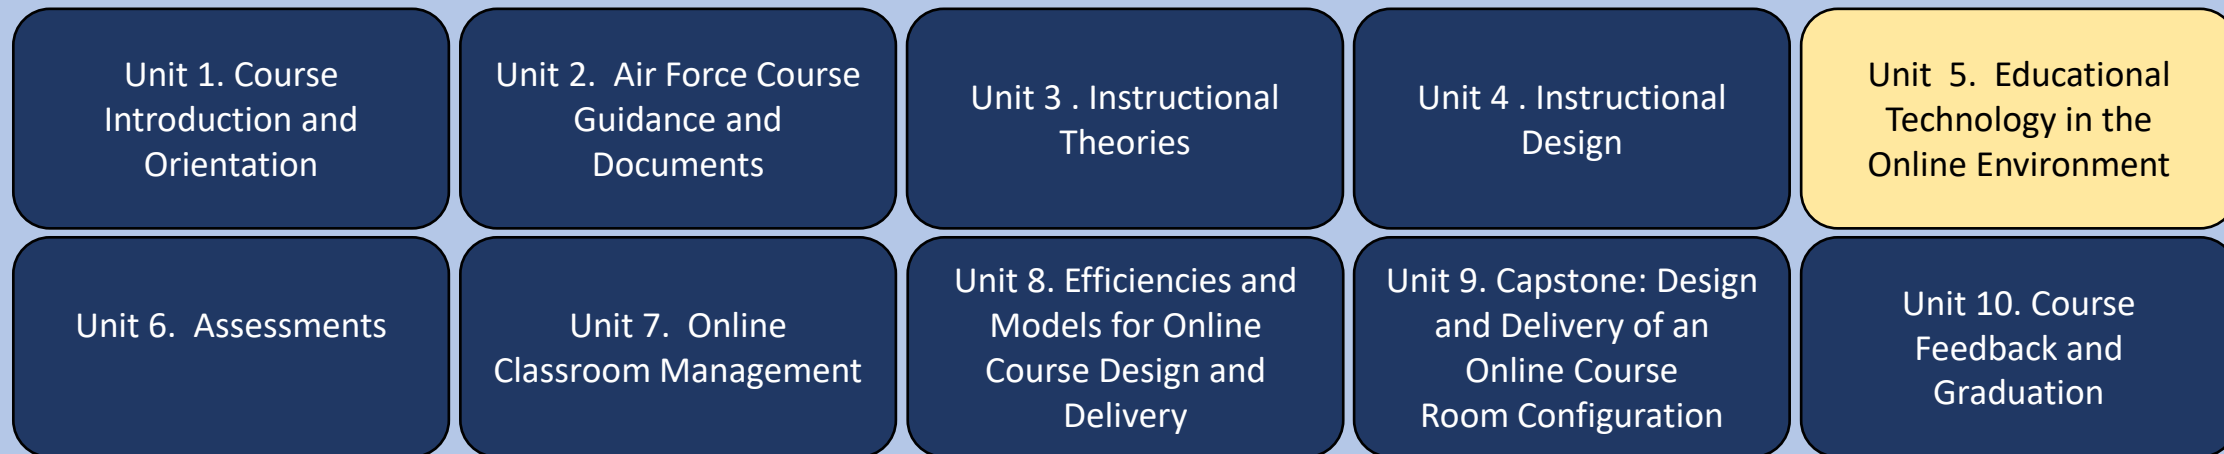 Unit 1. Course
Introduction and
Orientation
Unit 2.  Air Force Course
Guidance and
Documents
Unit 3 . Instructional
Theories
Unit 4 . Instructional
Design
Unit  5.  Educational
Technology in the
Online Environment
Unit 6.  Assessments
Unit 7.  Online
Classroom Management
Unit 8. Efficiencies and
Models for Online
Course Design and
Delivery
Unit 9. Capstone: Design
and Delivery of an
Online Course
Room Configuration
Unit 10. Course
Feedback and
Graduation